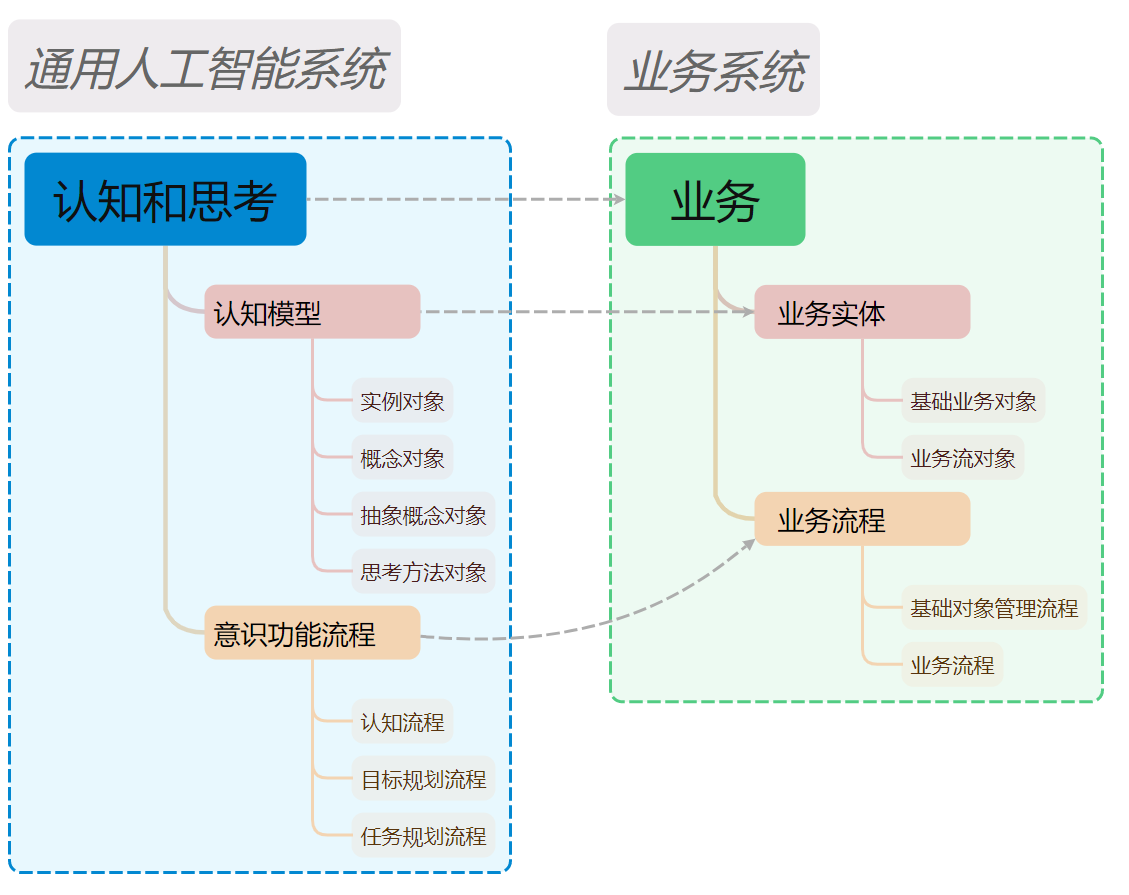 通用人工智能系统
认知和思考
认知模型
实例对象
概念对象
抽象概念对象
思考方法对象
意识功能流程
认知流程
目标规划流程
任务规划流程
业务系统
业务
业务实体
基础业务对象
业务流对象
业务流程
基础对象管理流程
业务流程